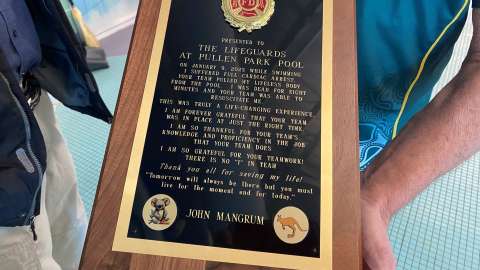 FD
PRESENTED TO
THE LIFEGUARDS
AT PULLEN PARK POOL
ON JANUARY 9, 2025 WHILE SWIMMING
I SUFFERED FULL CARDIAC ARREST
YOUR TEAM PULLED MY LIFELESS BODY
FROM THE POOL. I WAS DEAD FOR EIGHT
MINUTES AND YOUR TEAM WAS ABLE TO
RESUSCITATE ME.
THIS WAS TRULY A LIFE-CHANGING EXPERIENCE.
I AM FOREVER GRATEFUL THAT YOUR TEAM
WAS IN PLACE AT JUST THE RIGHT TIME.
I AM SO THANKFUL FOR YOUR TEAM'S
KNOWLEDGE AND PROFICIENCY IN THE JOB
THAT YOUR TEAM DOES
I AM SO GRATEFUL FOR YOUR TEAMWORK!
THERE IS NO "I" IN TEAM
Thank you all for saving my life!
"Tomorrow will always be there but you must
live for the moment and for today."
JOHN MANGRUM